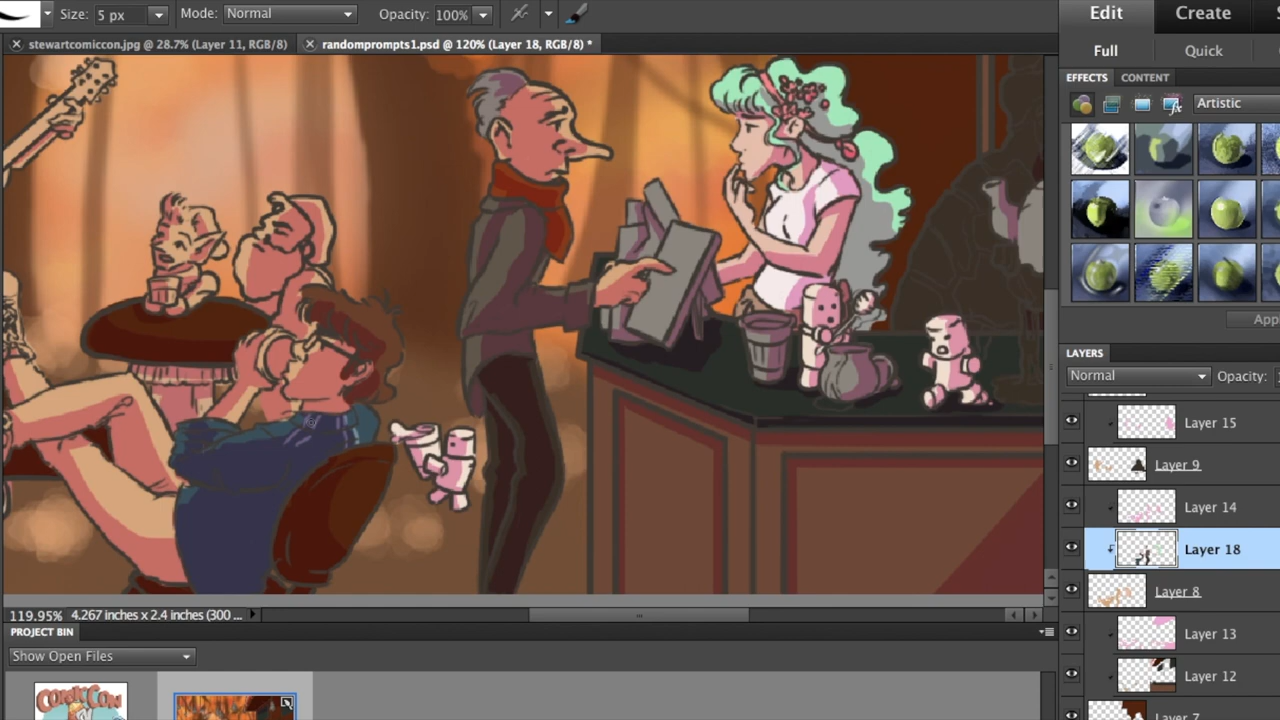 Size: 5 px Mode: Normal Opacity: 100% Edit Create
stewartcomiccon.jpg @ 28.7% (Layer 11, RGB/8) randomprompts1.psd @ 120% (Layer 18, RGB/8) *
Full Quick
EFFECTS CONTENT
Artistic
App
LAYERS
Normal Opacity:
Layer 15
Layer 9
Layer 14
Layer 18
Layer 8
Layer 13
Layer 12
Layer 7
119.95% 4.267 inches x 2.4 inches (300 ...
PROJECT BIN
Show Open Files
COMIC CON